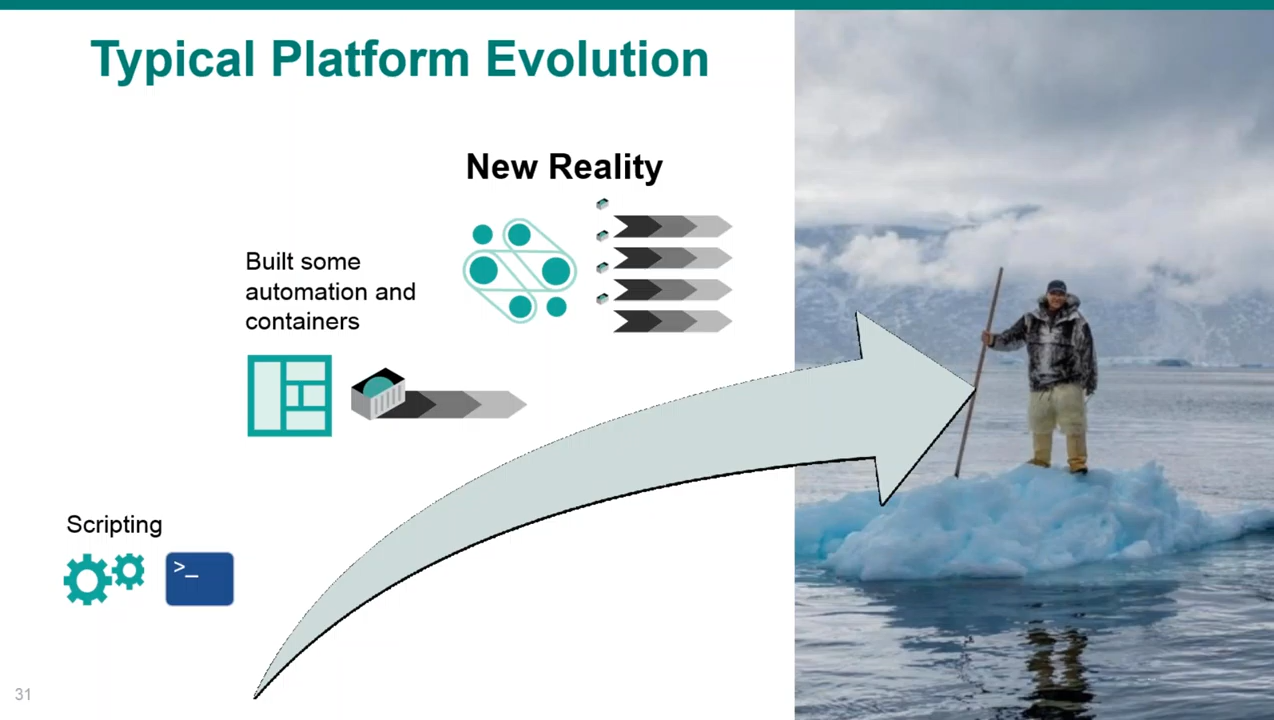 Typical Platform Evolution
New Reality
Built some
automation and
containers
Scripting
>_
31